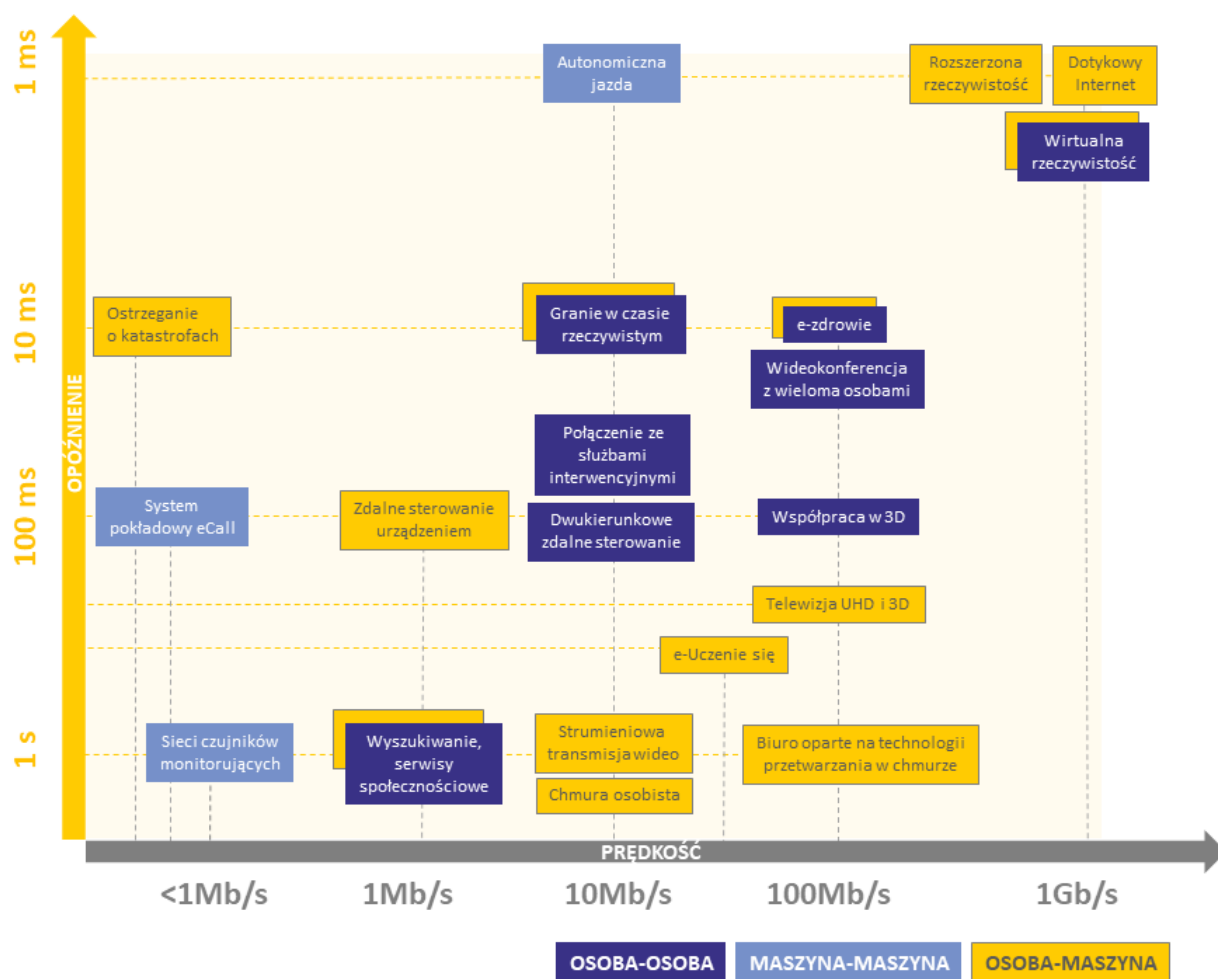 1 ms
Autonomiczna
jazda
Rozszerzona
rzeczywistość
Dotykowy
Internet
Wirtualna
rzeczywistość
10 ms
Ostrzeganie
o katastrofach
Granie w czasie
rzeczywistym
e-zdrowie
Wideokonferencja
z wieloma osobami
OPÓŹNIENIE
Połączenie ze
służbami
interwencyjnymi
100 ms
System
pokładowy eCall
Zdalne sterowanie
urządzeniem
Dwukierunkowe
zdalne sterowanie
Współpraca w 3D
Telewizja UHD i 3D
e-Uczenie się
1 s
Sieci czujników
monitorujących
Wyszukiwanie,
serwisy
społecznościowe
Strumieniowa
transmisja wideo
Chmura osobista
Biuro oparte na technologii
przetwarzania w chmurze
PRĘDKOŚĆ
<1Mb/s
1Mb/s
10Mb/s
100Mb/s
1Gb/s
OSOBA-OSOBA
MASZYNA-MASZYNA
OSOBA-MASZYNA